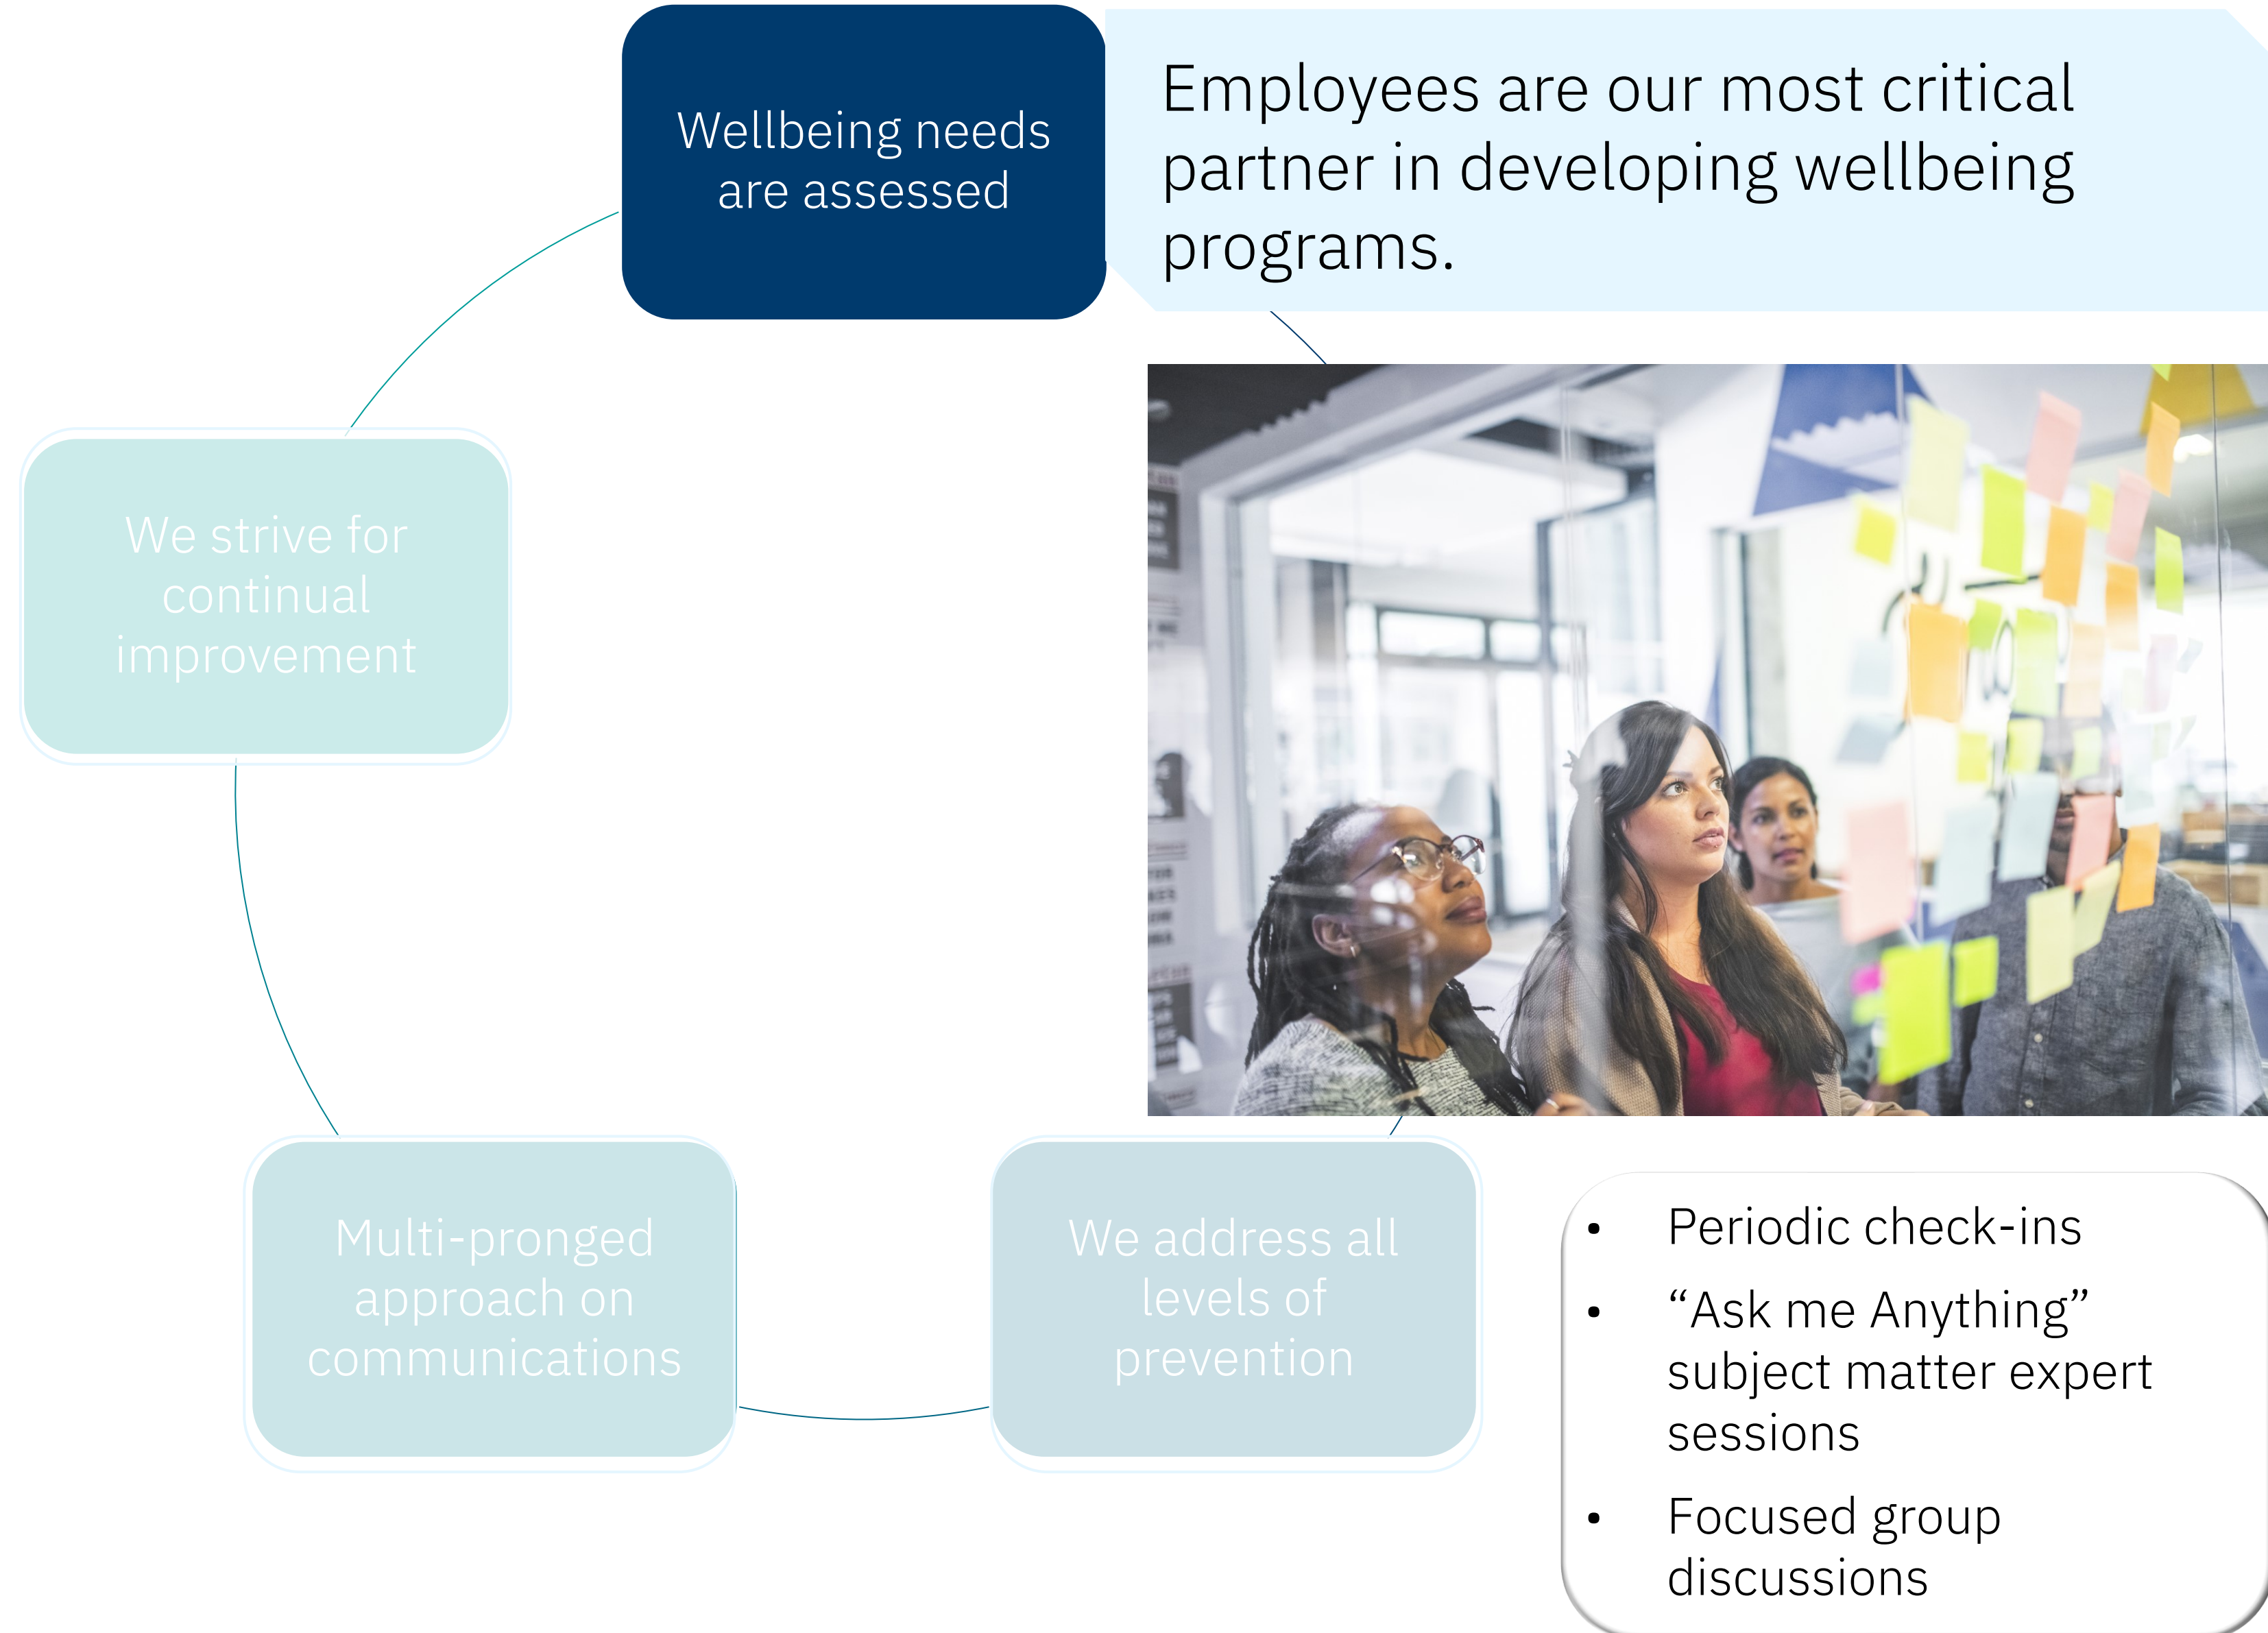 Wellbeing needs
are assessed
Employees are our most critical
partner in developing wellbeing
programs.
We strive for
continual
improvement
Multi-pronged
approach on
communications
We address all
levels of
prevention
• Periodic check-ins
• “Ask me Anything”
subject matter expert
sessions
• Focused group
discussions